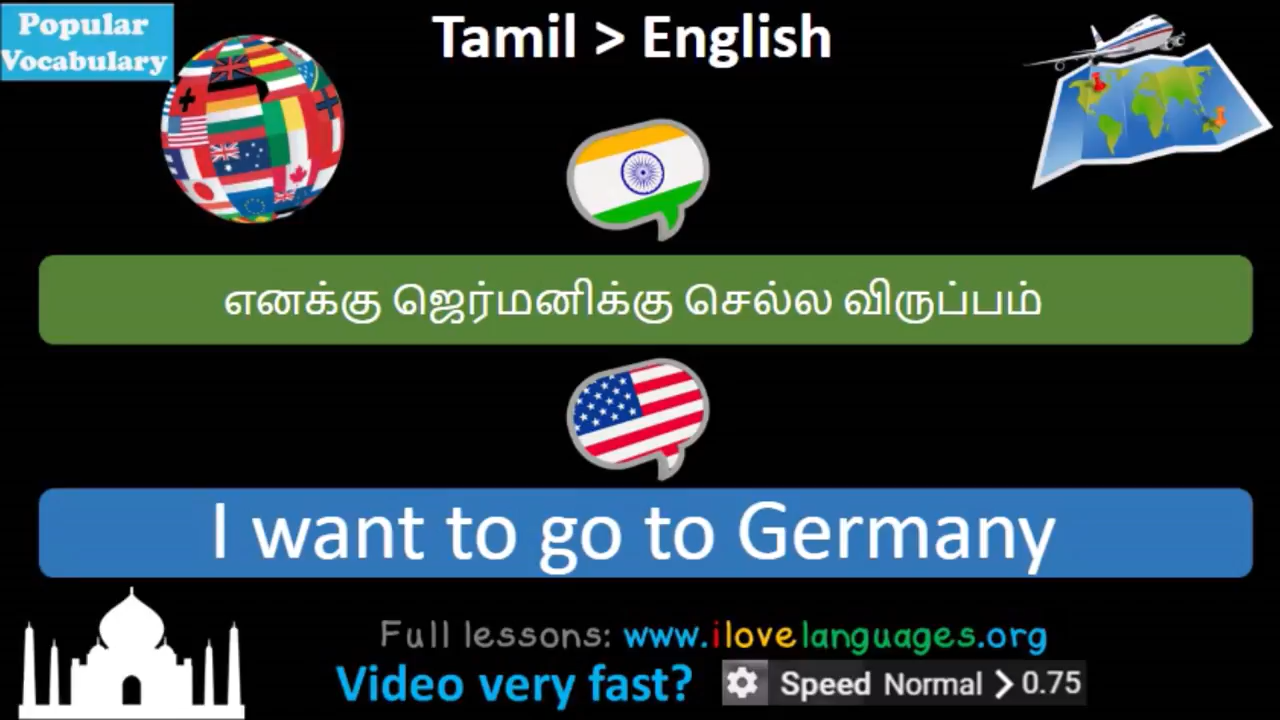 Popular
Vocabulary
Tamil > English
எனக்கு ஜெர்மனிக்கு செல்ல விருப்பம்
I want to go to Germany
Full lessons: www.ilovelanguages.org
Video very fast? Speed Normal > 0.75